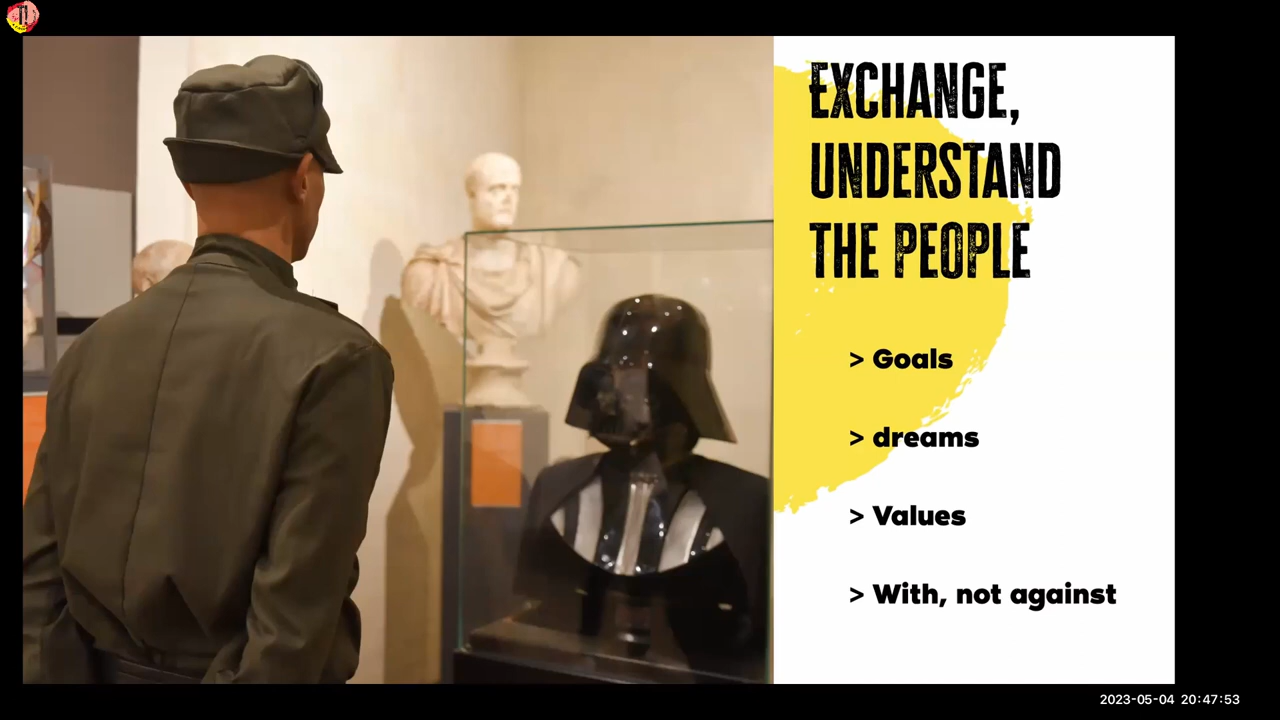 EXCHANGE,
UNDERSTAND
THE PEOPLE
> Goals
> dreams
> Values
> With, not against
2023-05-04 20:47:53